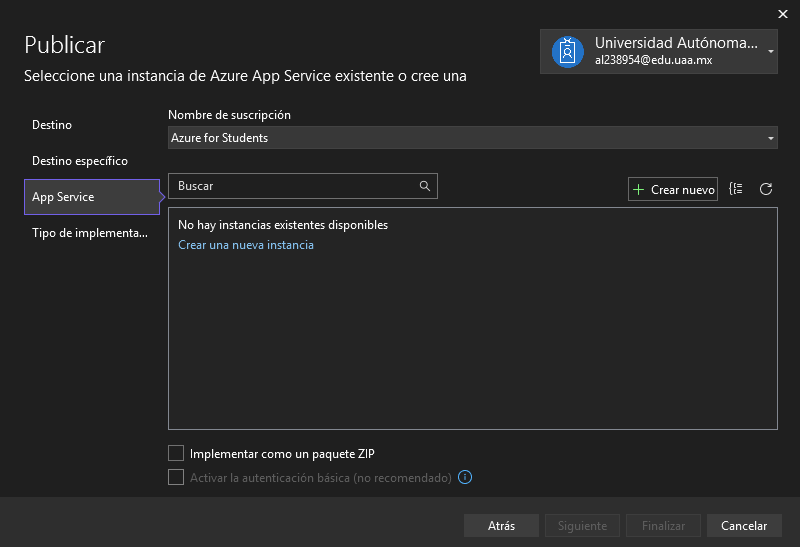 Publicar
Seleccione una instancia de Azure App Service existente o cree una
Universidad Autónoma...
al238954@edu.uaa.mx
Destino
Destino específico
App Service
Tipo de implementa...
Nombre de suscripción
Azure for Students
Buscar
Crear nuevo
No hay instancias existentes disponibles
Crear una nueva instancia
Implementar como un paquete ZIP
Activar la autenticación básica (no recomendado)
Atrás
Siguiente
Finalizar
Cancelar